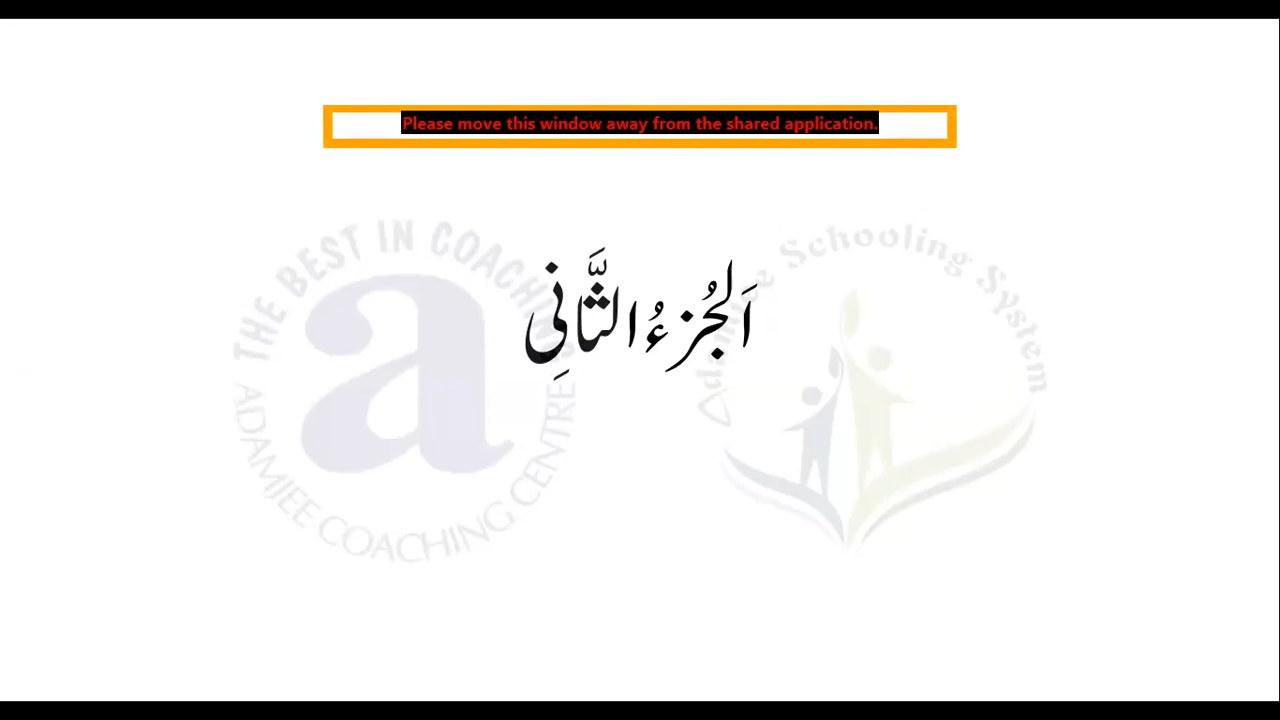 Please move this window away from the shared application.
اَلْجُزءُ الثَّانِی
THE BEST IN COACHING
ADAMJEE COACHING CENTRE
Adamjee Schooling System